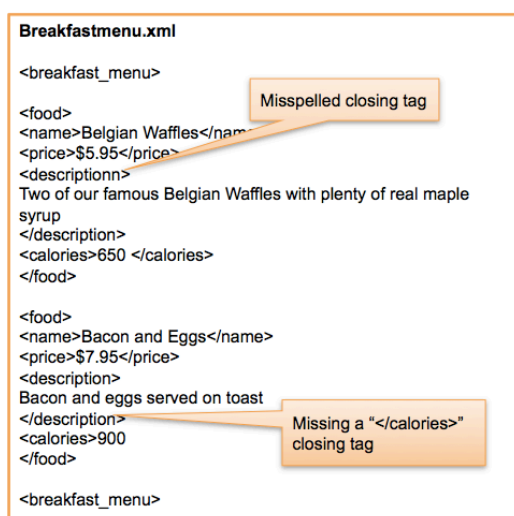 Breakfastmenu.xml
<breakfast_menu>
Misspelled closing tag
<food>
<name>Belgian Waffles</name
<price>$5.95</price>
<descriptionn>
Two of our famous Belgian Waffles with plenty of real maple
syrup
</description>
<calories>650 </calories>
</food>
<food>
<name>Bacon and Eggs</name>
<price>$7.95</price>
<description>
Bacon and eggs served on toast
</description>
Missing a “</calories>”
closing tag
<calories>900
</food>
<breakfast_menu>